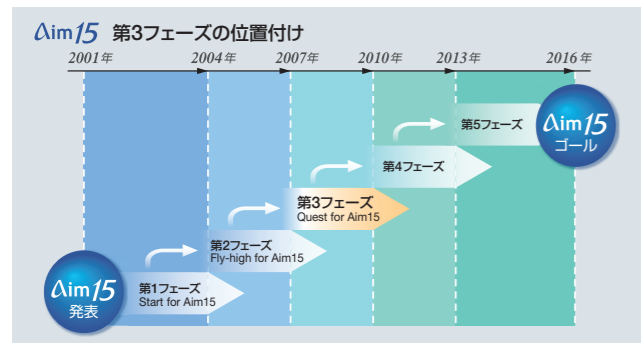 Aim15 第3フェーズの位置付け
2001年 2004年 2007年 2010年 2013年 2016年
第5フェーズ
Aim15
ゴール
第4フェーズ
第3フェーズ
Quest for Aim15
第2フェーズ
Fly-high for Aim15
Aim15
発表
第1フェーズ
Start for Aim15